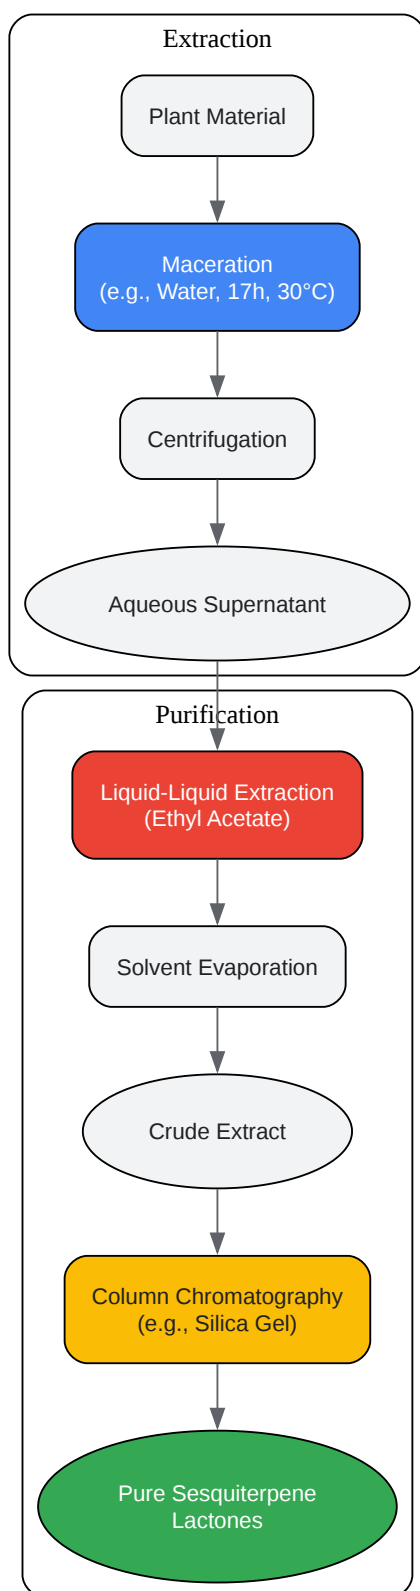 Extraction
Plant Material
Maceration
(e.g., Water, 17h, 30°C)
Centrifugation
Aqueous Supernatant
Purification
Liquid-Liquid Extraction
(Ethyl Acetate)
Solvent Evaporation
Crude Extract
Column Chromatography
(e.g., Silica Gel)
Pure Sesquiterpene
Lactones